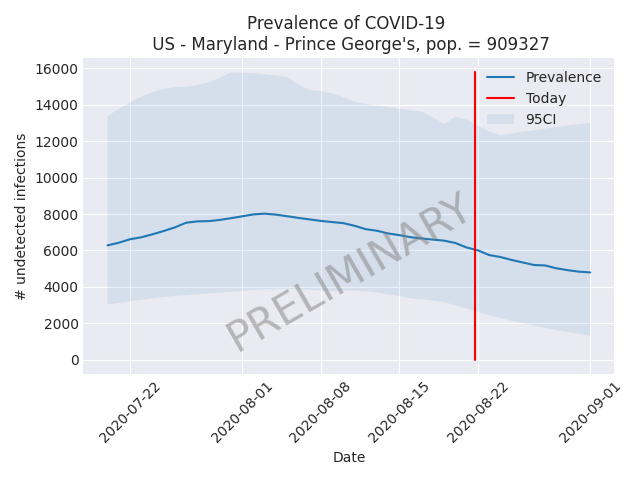 Prevalence of COVID-19
US - Maryland - Prince George's, pop. = 909327
# undetected infections
16000
14000
12000
10000
8000
6000
4000
2000
0
Prevalence
Today
95CI
PRELIMINARY
2020-07-22
2020-08-01
2020-08-08
2020-08-15
2020-08-22
2020-09-01
Date